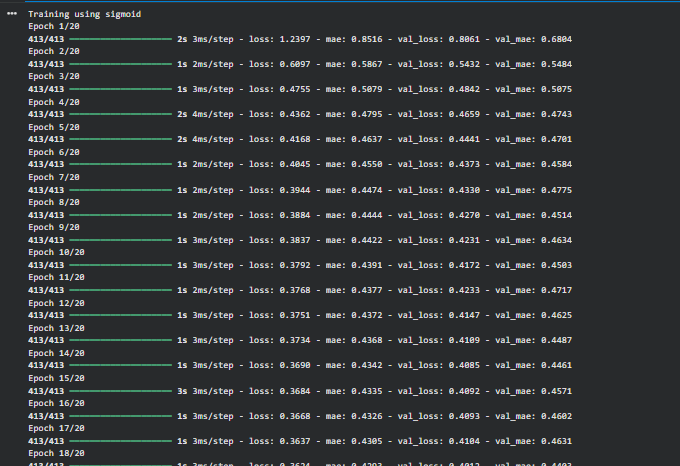 ••• Training using sigmoid
Epoch 1/20
413/413 ━━━━━━━━━━━━━━━━━━━━ 2s 3ms/step - loss: 1.2397 - mae: 0.8516 - val_loss: 0.8061 - val_mae: 0.6804
Epoch 2/20
413/413 ━━━━━━━━━━━━━━━━━━━━ 1s 2ms/step - loss: 0.6097 - mae: 0.5867 - val_loss: 0.5432 - val_mae: 0.5484
Epoch 3/20
413/413 ━━━━━━━━━━━━━━━━━━━━ 1s 3ms/step - loss: 0.4755 - mae: 0.5079 - val_loss: 0.4842 - val_mae: 0.5075
Epoch 4/20
413/413 ━━━━━━━━━━━━━━━━━━━━ 2s 4ms/step - loss: 0.4362 - mae: 0.4795 - val_loss: 0.4659 - val_mae: 0.4743
Epoch 5/20
413/413 ━━━━━━━━━━━━━━━━━━━━ 2s 4ms/step - loss: 0.4168 - mae: 0.4637 - val_loss: 0.4441 - val_mae: 0.4701
Epoch 6/20
413/413 ━━━━━━━━━━━━━━━━━━━━ 1s 2ms/step - loss: 0.4045 - mae: 0.4550 - val_loss: 0.4373 - val_mae: 0.4584
Epoch 7/20
413/413 ━━━━━━━━━━━━━━━━━━━━ 1s 2ms/step - loss: 0.3944 - mae: 0.4474 - val_loss: 0.4330 - val_mae: 0.4775
Epoch 8/20
413/413 ━━━━━━━━━━━━━━━━━━━━ 1s 2ms/step - loss: 0.3884 - mae: 0.4444 - val_loss: 0.4270 - val_mae: 0.4514
Epoch 9/20
413/413 ━━━━━━━━━━━━━━━━━━━━ 1s 3ms/step - loss: 0.3837 - mae: 0.4422 - val_loss: 0.4231 - val_mae: 0.4634
Epoch 10/20
413/413 ━━━━━━━━━━━━━━━━━━━━ 1s 3ms/step - loss: 0.3792 - mae: 0.4391 - val_loss: 0.4172 - val_mae: 0.4503
Epoch 11/20
413/413 ━━━━━━━━━━━━━━━━━━━━ 1s 2ms/step - loss: 0.3768 - mae: 0.4377 - val_loss: 0.4233 - val_mae: 0.4717
Epoch 12/20
413/413 ━━━━━━━━━━━━━━━━━━━━ 1s 3ms/step - loss: 0.3751 - mae: 0.4372 - val_loss: 0.4147 - val_mae: 0.4625
Epoch 13/20
413/413 ━━━━━━━━━━━━━━━━━━━━ 1s 3ms/step - loss: 0.3734 - mae: 0.4368 - val_loss: 0.4109 - val_mae: 0.4487
Epoch 14/20
413/413 ━━━━━━━━━━━━━━━━━━━━ 1s 3ms/step - loss: 0.3690 - mae: 0.4342 - val_loss: 0.4085 - val_mae: 0.4461
Epoch 15/20
413/413 ━━━━━━━━━━━━━━━━━━━━ 3s 3ms/step - loss: 0.3684 - mae: 0.4335 - val_loss: 0.4092 - val_mae: 0.4571
Epoch 16/20
413/413 ━━━━━━━━━━━━━━━━━━━━ 1s 3ms/step - loss: 0.3668 - mae: 0.4326 - val_loss: 0.4093 - val_mae: 0.4602
Epoch 17/20
413/413 ━━━━━━━━━━━━━━━━━━━━ 1s 3ms/step - loss: 0.3637 - mae: 0.4305 - val_loss: 0.4104 - val_mae: 0.4631
Epoch 18/20